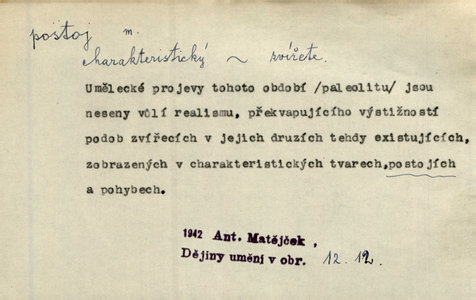 postoj m.
charakteristický ~ zvířete.
Umělecké projevy tohoto období /paleolitu/ jsou
neseny vůlí realismu, překvapujícího výstižností
podob zvířecích v jejich druzích tehdy existujících,
zobrazených v charakteristických tvarech,postojích
a pohybech.
1942 Ant. Matějček ,
Dějiny umění v obr. 12.12.